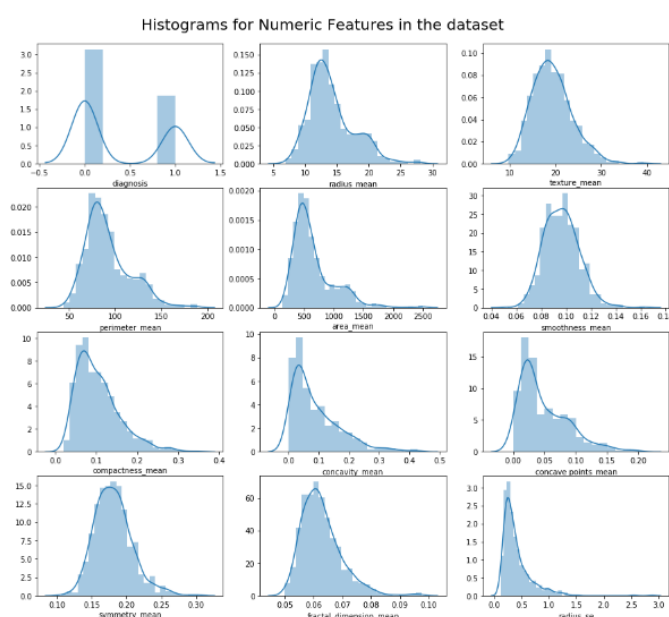 Histograms for Numeric Features in the dataset
3.0
2.5
2.0
1.5
1.0
0.5
0.0
0.0 0.5 1.0 1.5
diagnosis
0.150
0.125
0.100
0.075
0.050
0.025
0.000
5 10 15 20 25 30
radius_mean
0.10
0.08
0.06
0.04
0.02
0.00
10 20 30 40
texture_mean
0.020
0.015
0.010
0.005
0.000
50 100 150 200
perimeter_mean
0.0020
0.0015
0.0010
0.0005
0.0000
0 500 1000 1500 2000 2500
area_mean
30
25
20
15
10
5
0
0.04 0.06 0.08 0.10 0.12 0.14 0.16
smoothness_mean
10
8
6
4
2
0
0.0 0.1 0.2 0.3 0.4
compactness_mean
10
8
6
4
2
0
0.0 0.1 0.2 0.3 0.4 0.5
concavity_mean
15
10
5
0
0.00 0.05 0.10 0.15 0.20
concave points_mean
15.0
12.5
10.0
7.5
5.0
2.5
0.0
0.10 0.15 0.20 0.25 0.30
symmetry_mean
60
40
20
0
0.05 0.06 0.07 0.08 0.09 0.10
fractal_dimension_mean
3.0
2.5
2.0
1.5
1.0
0.5
0.0
0.0 0.5 1.0 1.5 2.0 2.5 3.0
radius_se